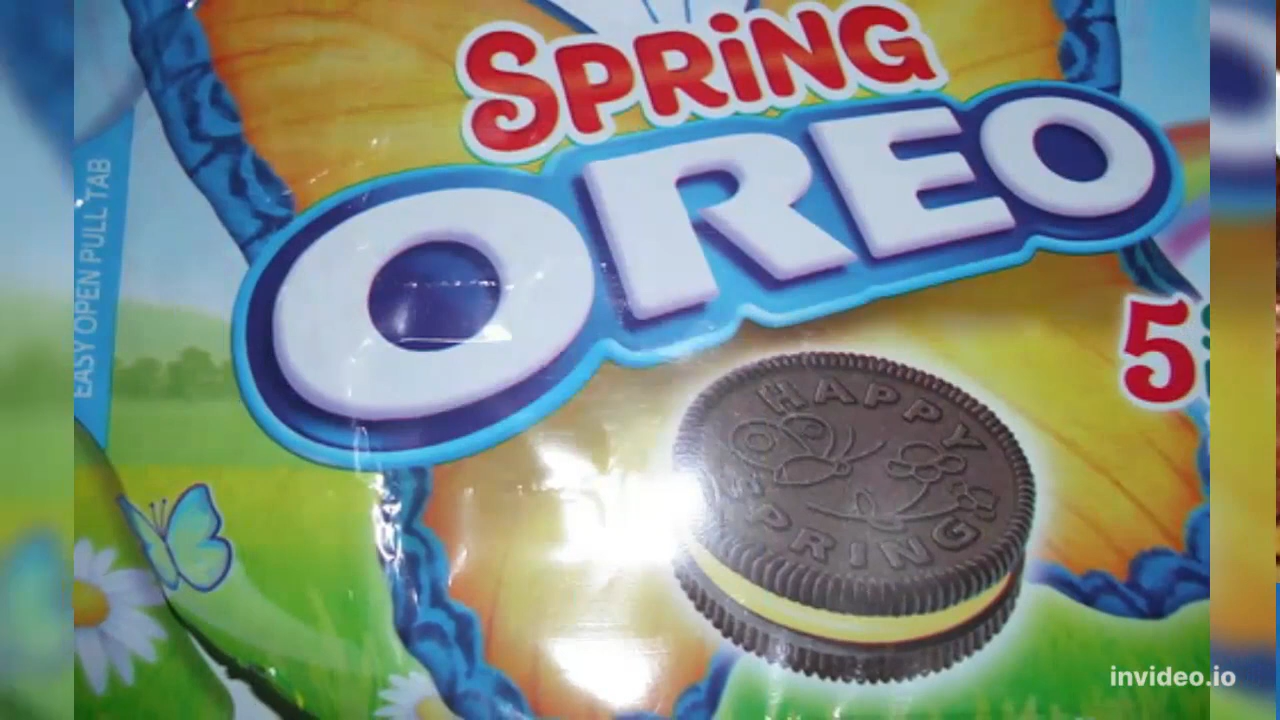 SPRiNG
OREO
EASY OPEN PULL TAB
5
HAPPY
SPRING
invideo.io